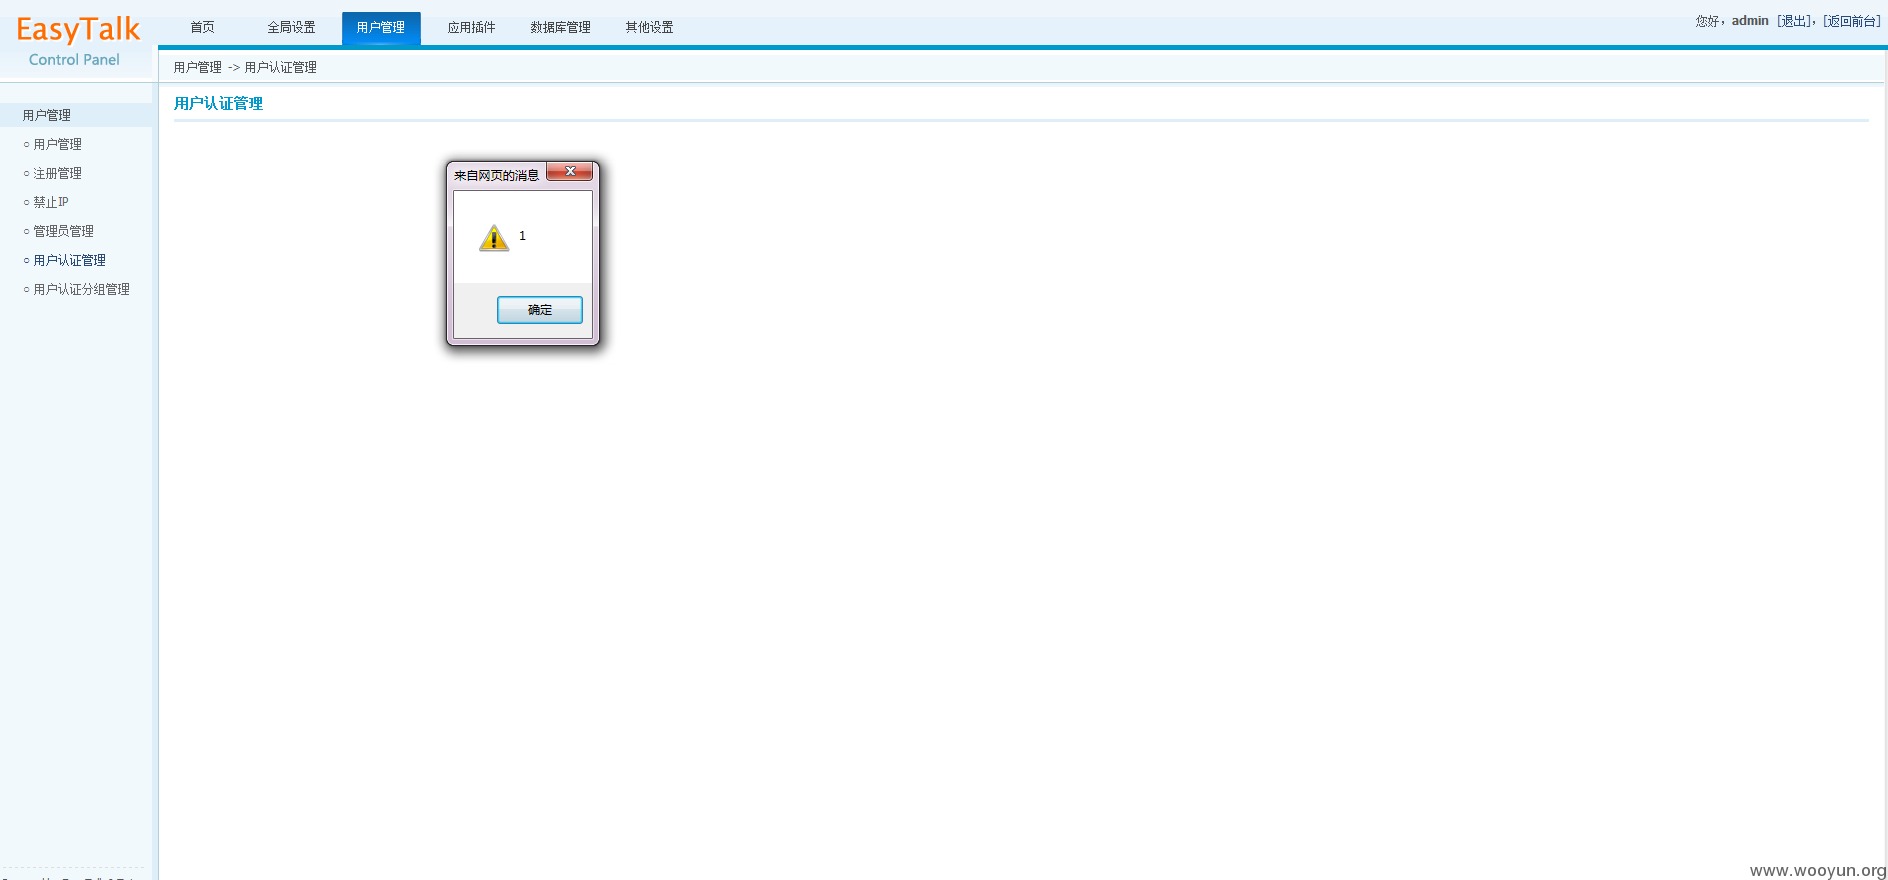 EasyTalk
Control Panel
首页 全局设置 用户管理 应用插件 数据库管理 其他设置
您好，admin [退出]，[返回前台]
用户管理 -> 用户认证管理
用户认证管理
用户管理
○ 用户管理
○ 注册管理
○ 禁止IP
○ 管理员管理
○ 用户认证管理
○ 用户认证分组管理
来自网页的消息
1
确定
www.wooyun.org